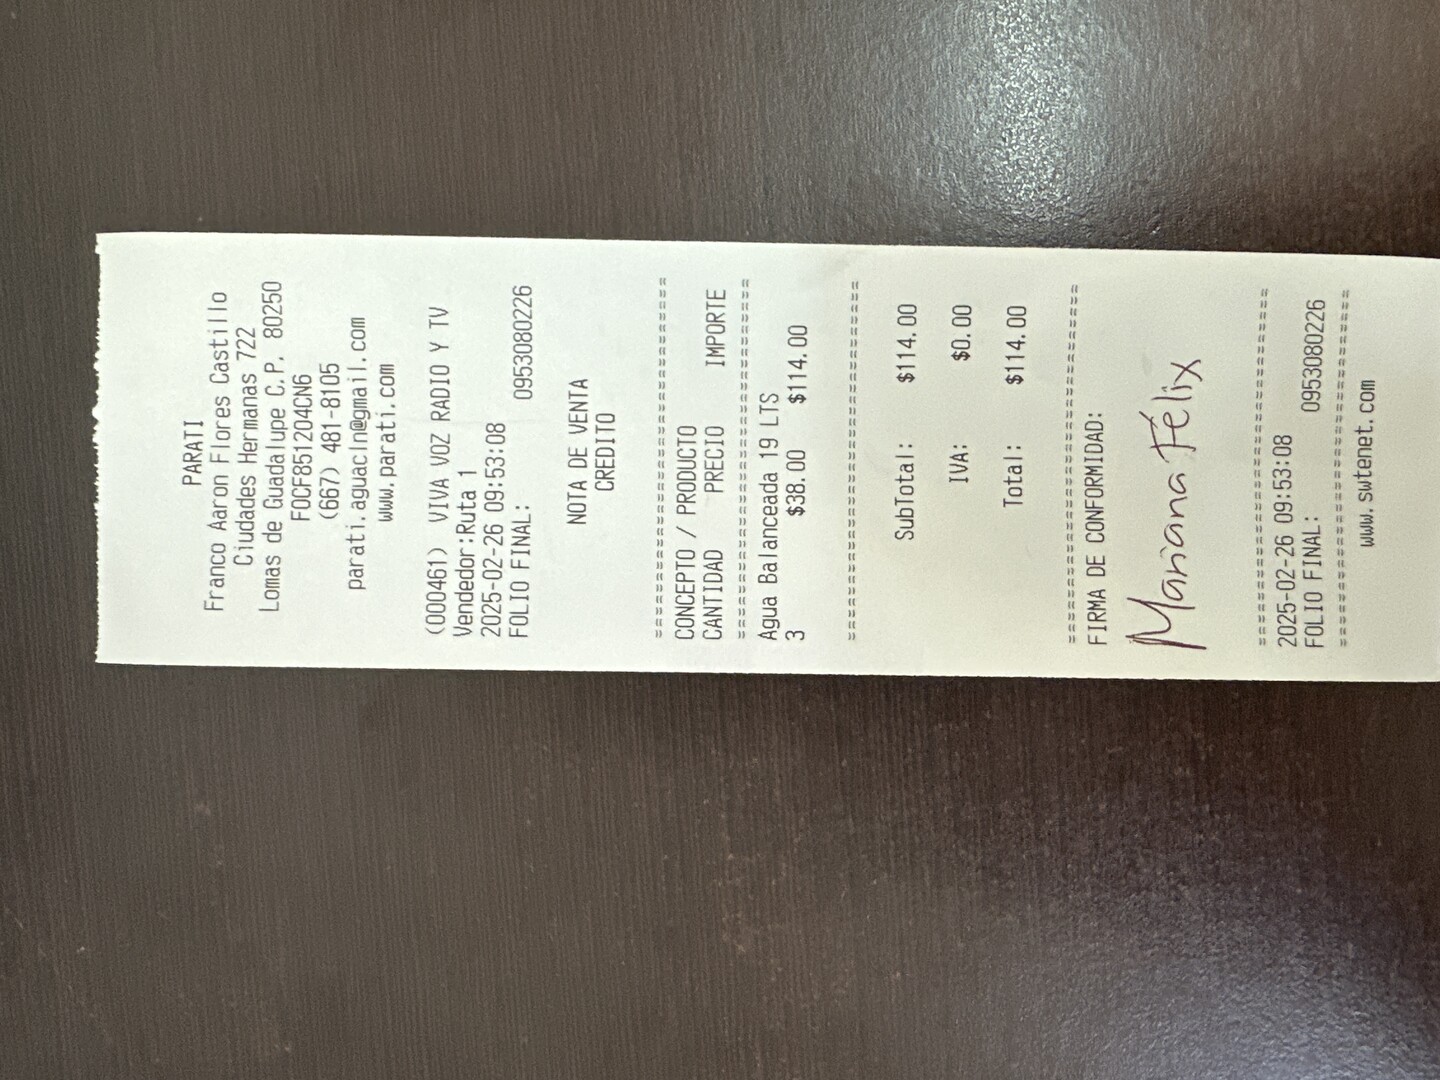 PARATI
Franco Aaron Flores Castillo
Ciudades Hermanas 722
Lomas de Guadalupe C.P. 80250
FOCF851204CN6
(667) 481-8105
parati.aguacln@gmail.com
www.parati.com
(000461) VIVA VOZ RADIO Y TV
Vendedor:Ruta 1
2025-02-26 09:53:08
FOLIO FINAL: 0953080226
NOTA DE VENTA
CREDITO
===================================
CONCEPTO / PRODUCTO
CANTIDAD PRECIO IMPORTE
===================================
Agua Balanceada 19 LTS
3 $38.00 $114.00
===================================
SubTotal: $114.00
IVA: $0.00
Total: $114.00
===================================
FIRMA DE CONFORMIDAD:
Mariana Félix
===================================
2025-02-26 09:53:08
FOLIO FINAL: 0953080226
===================================
www.swtenet.com